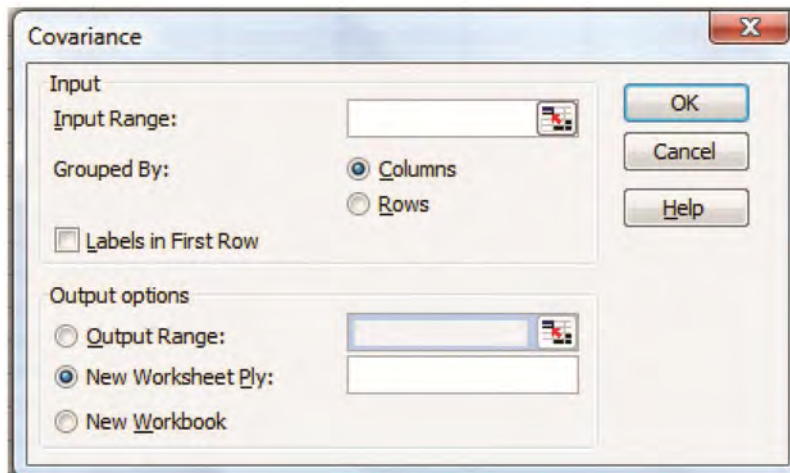 Covariance
Input
Input Range:
OK
Grouped By:
Columns
Cancel
Rows
Help
Labels in First Row
Output options
Output Range:
New Worksheet Ply:
New Workbook